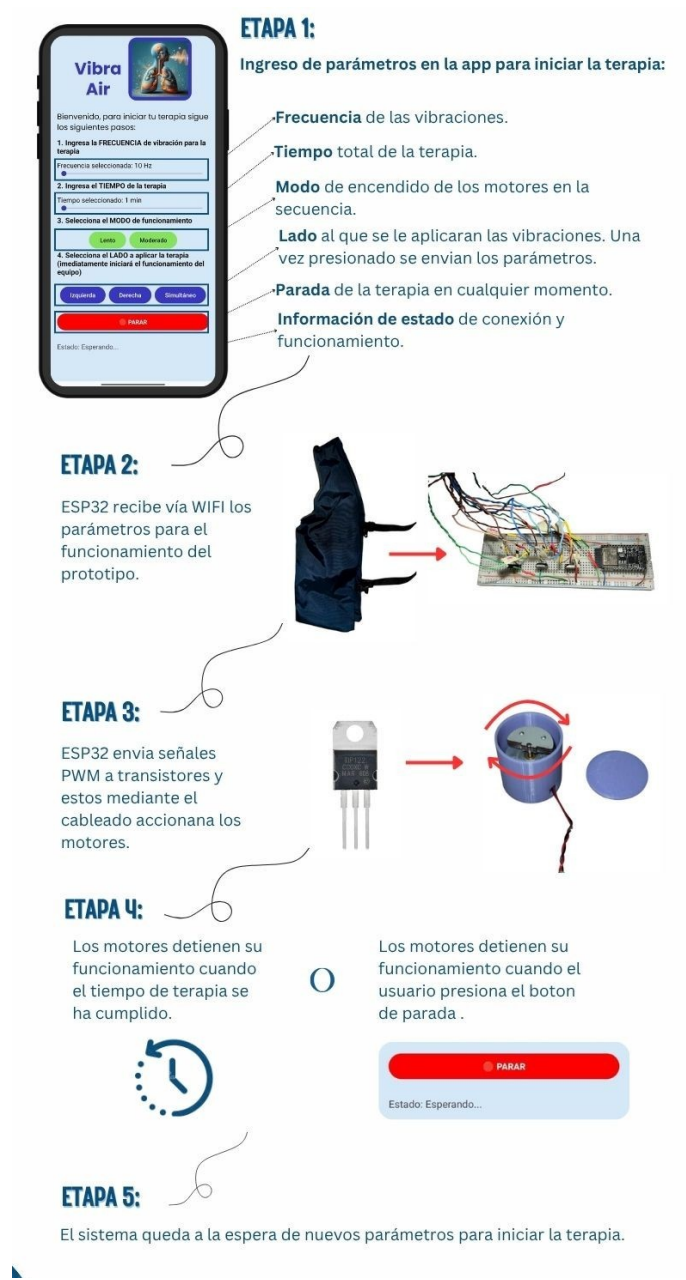 ETAPA 1:
Ingreso de parámetros en la app para iniciar la terapia:
Vibra
Air
Bienvenido, para iniciar tu terapia sigue
los siguientes pasos:
1. Ingresa la FRECUENCIA de vibración para la
terapia
Frecuencia seleccionada: 10 Hz
2. Ingresa el TIEMPO de la terapia
Tiempo seleccionado: 1 min
3. Selecciona el MODO de funcionamiento
Lento Moderado
4. Selecciona el LADO a aplicar la terapia
(imediatamente iniciará el funcionamiento del
equipo)
Izquierda Derecha Simultáneo
PARAR
Estado: Esperando...
Frecuencia de las vibraciones.
Tiempo total de la terapia.
Modo de encendido de los motores en la
secuencia.
Lado al que se le aplicaran las vibraciones. Una
vez presionado se envian los parámetros.
Parada de la terapia en cualquier momento.
Información de estado de conexión y
funcionamiento.
ETAPA 2:
ESP32 recibe vía WIFI los
parámetros para el
funcionamiento del
prototipo.
ETAPA 3:
ESP32 envia señales
PWM a transistores y
estos mediante el
cableado accionana los
motores.
TIP122
ETAPA 4:
Los motores detienen su
funcionamiento cuando
el tiempo de terapia se
ha cumplido.
O
Los motores detienen su
funcionamiento cuando el
usuario presiona el boton
de parada .
PARAR
Estado: Esperando...
ETAPA 5:
El sistema queda a la espera de nuevos parámetros para iniciar la terapia.